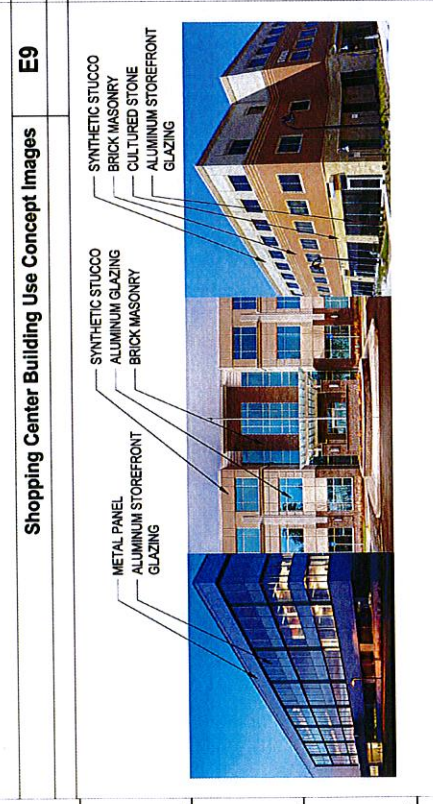 Shopping Center Building Use Concept Images
E9
METAL PANEL
ALUMINUM STOREFRONT
GLAZING
SYNTHETIC STUCCO
ALUMINUM GLAZING
BRICK MASONRY
SYNTHETIC STUCCO
BRICK MASONRY
CULTURED STONE
ALUMINUM STOREFRONT
GLAZING